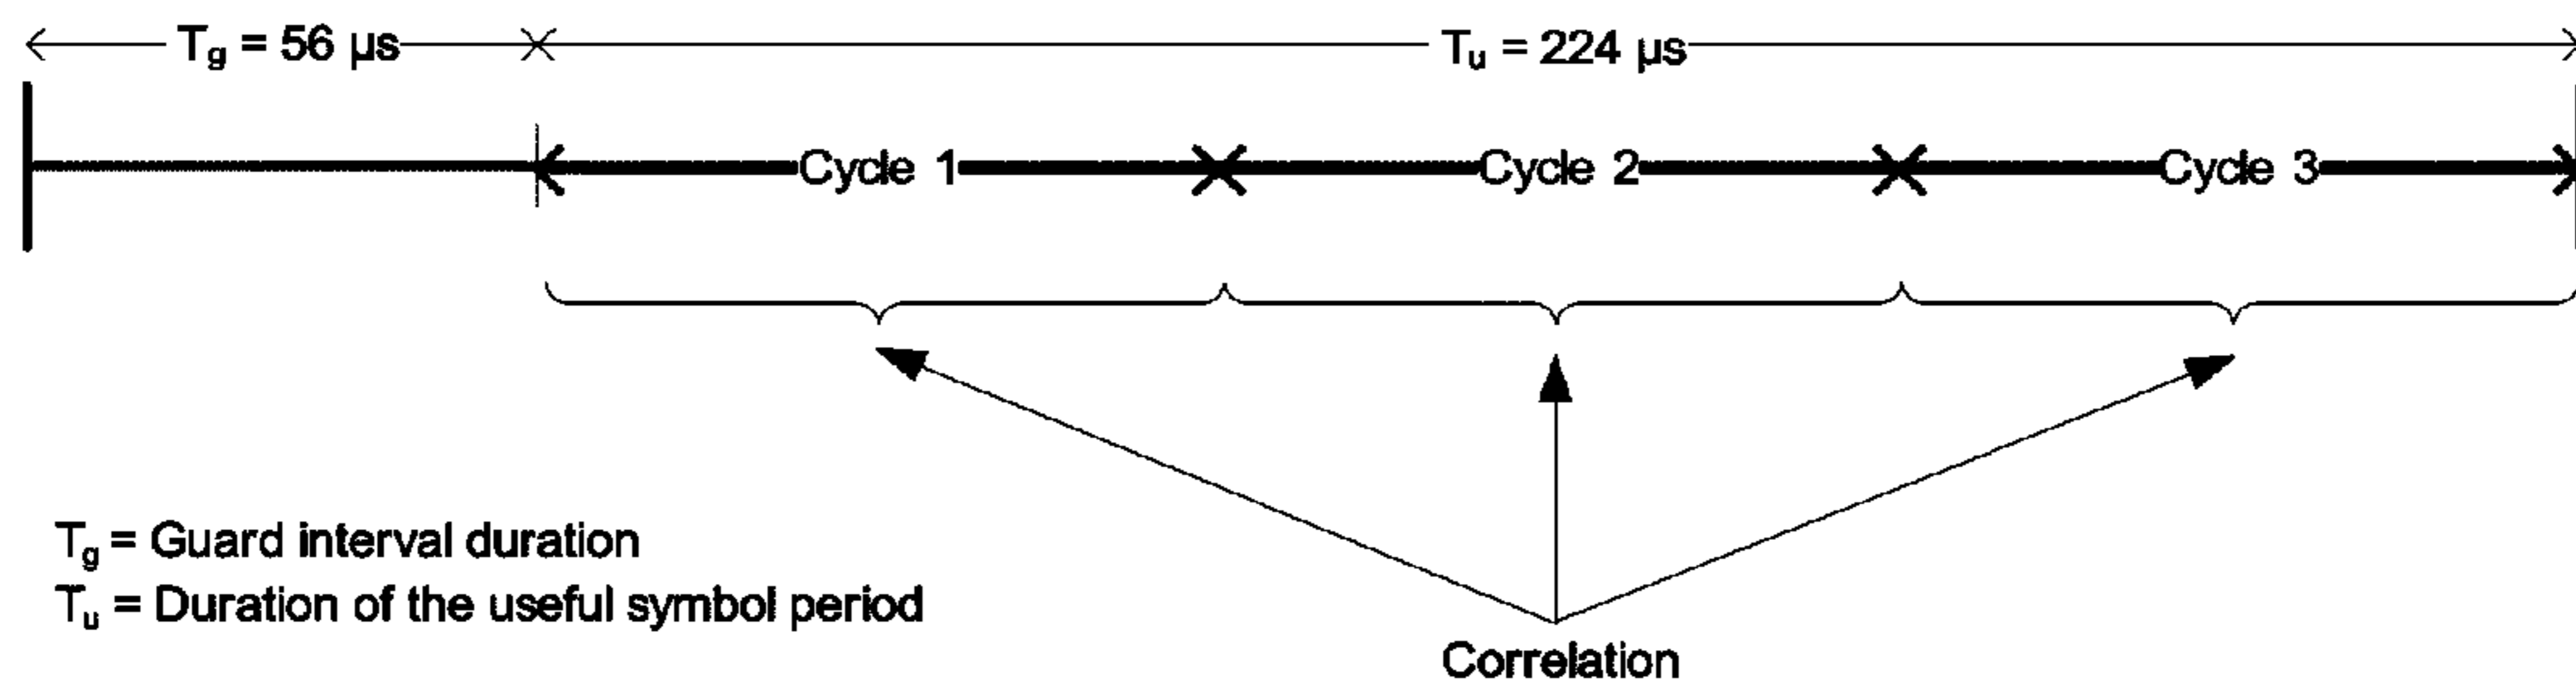 Tg = 56 µs Tu = 224 µs
Cycle 1 Cycle 2 Cycle 3
Tg = Guard interval duration
Tu = Duration of the useful symbol period
Correlation